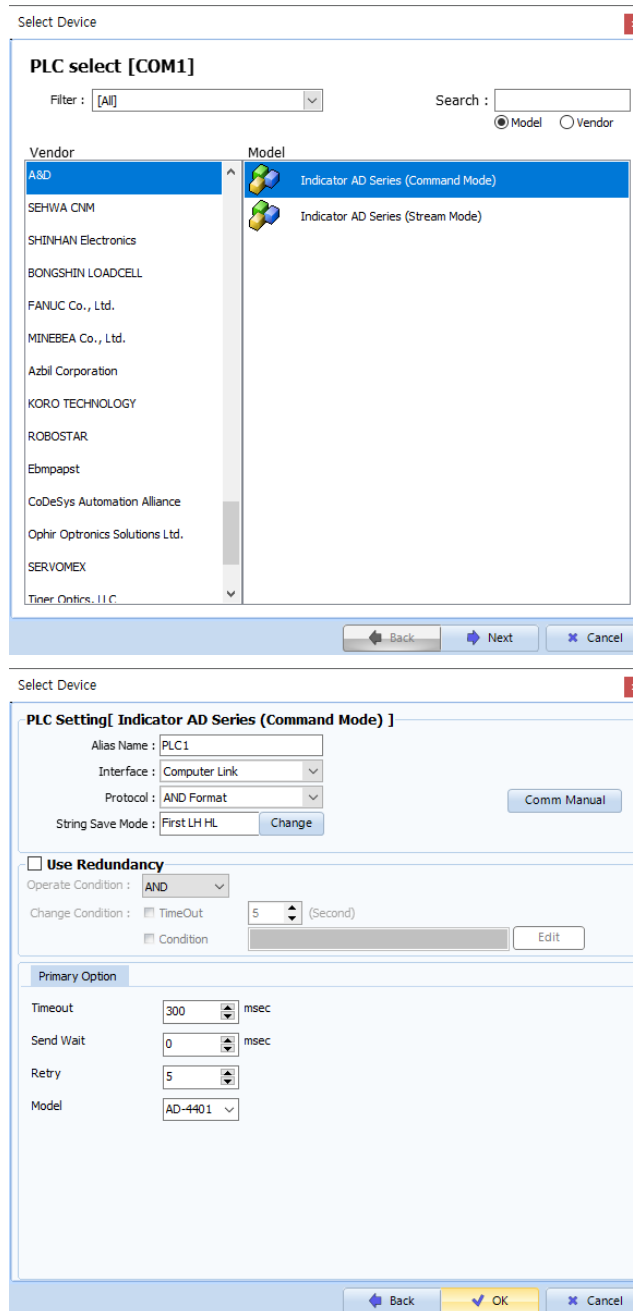 Select Device
PLC select [COM1]
Filter : [All] Search :
Model Vendor
Vendor Model
A&D
SEHWA CNM
SHINHAN Electronics
BONGSHIN LOADCELL
FANUC Co., Ltd.
MINEBEA Co., Ltd.
Azbil Corporation
KORO TECHNOLOGY
ROBOSTAR
Ebmpapst
CoDeSys Automation Alliance
Ophir Optronics Solutions Ltd.
SERVOMEX
Tiger Optics, LLC
Indicator AD Series (Command Mode)
Indicator AD Series (Stream Mode)
Back Next Cancel
Select Device
PLC Setting[ Indicator AD Series (Command Mode) ]
Alias Name : PLC1
Interface : Computer Link
Protocol : AND Format Comm Manual
String Save Mode : First LH HL Change
Use Redundancy
Operate Condition : AND
Change Condition : TimeOut 5 (Second)
Condition Edit
Primary Option
Timeout 300 msec
Send Wait 0 msec
Retry 5
Model AD-4401
Back OK Cancel